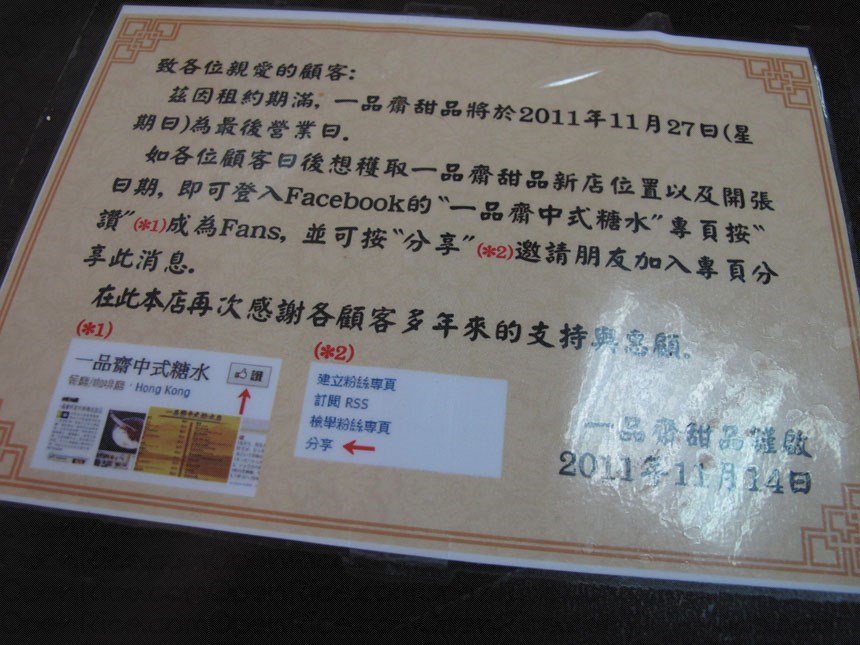 致各位親愛的顧客:
茲因租約期滿, 一品齋甜品將於2011年11月27日(星
期日)為最後營業日.
如各位顧客日後想穫取一品齋甜品新店位置以及開張
日期, 即可登入Facebook的“一品齋中式糖水”專頁按“
讚”(*1)成為Fans, 並可按“分享”(*2)邀請朋友加入專頁分
享此消息.
在此本店再次感謝各顧客多年來的支持與惠顧.
(*1)
一品齋中式糖水
讚
餐廳/咖啡廳 · Hong Kong
(*2)
建立粉絲專頁
訂閱 RSS
檢舉粉絲專頁
分享
一品齋甜品謹啟
2011年11月14日